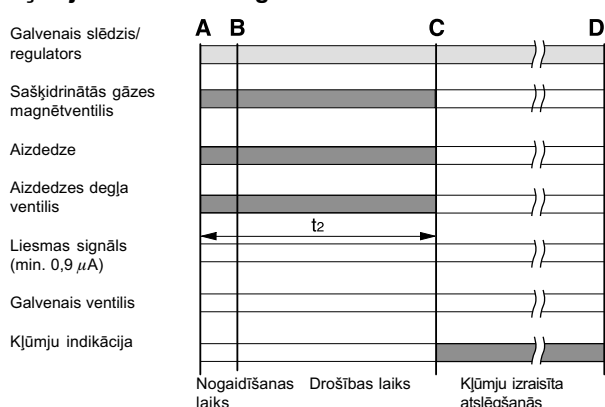 A B C D
Galvenais slēdzis/
regulators
Sašķidrinātās gāzes
magnētventilis
Aizdedze
Aizdedzes degļa
ventilis
t2
Liesmas signāls
(min. 0,9 μA)
Galvenais ventilis
Kļūmju indikācija
Nogaidīšanas
laiks
Drošības laiks
Kļūmju izraisīta
atslēgšanās